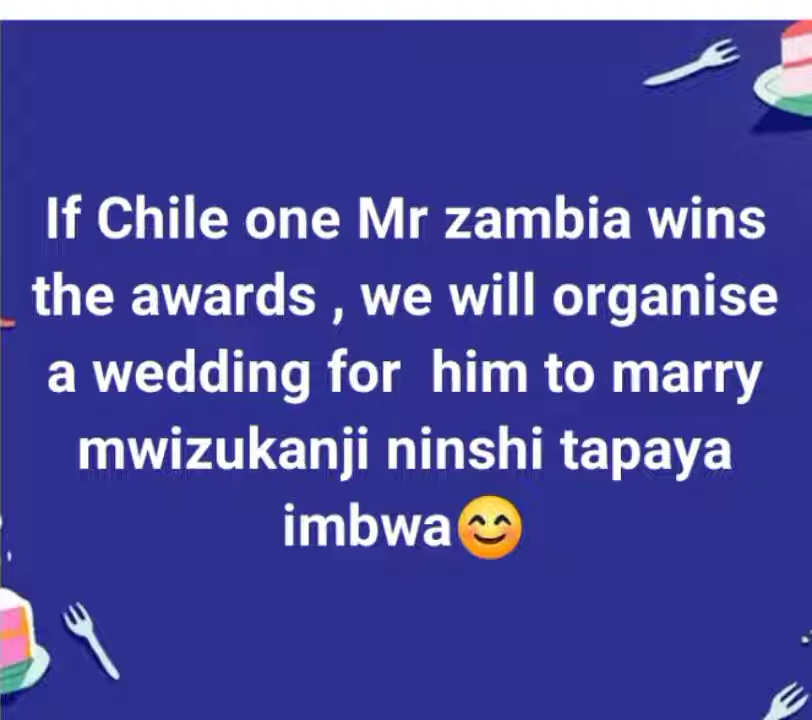 If Chile one Mr zambia wins
the awards , we will organise
a wedding for him to marry
mwizukanji ninshi tapaya
imbwa😊